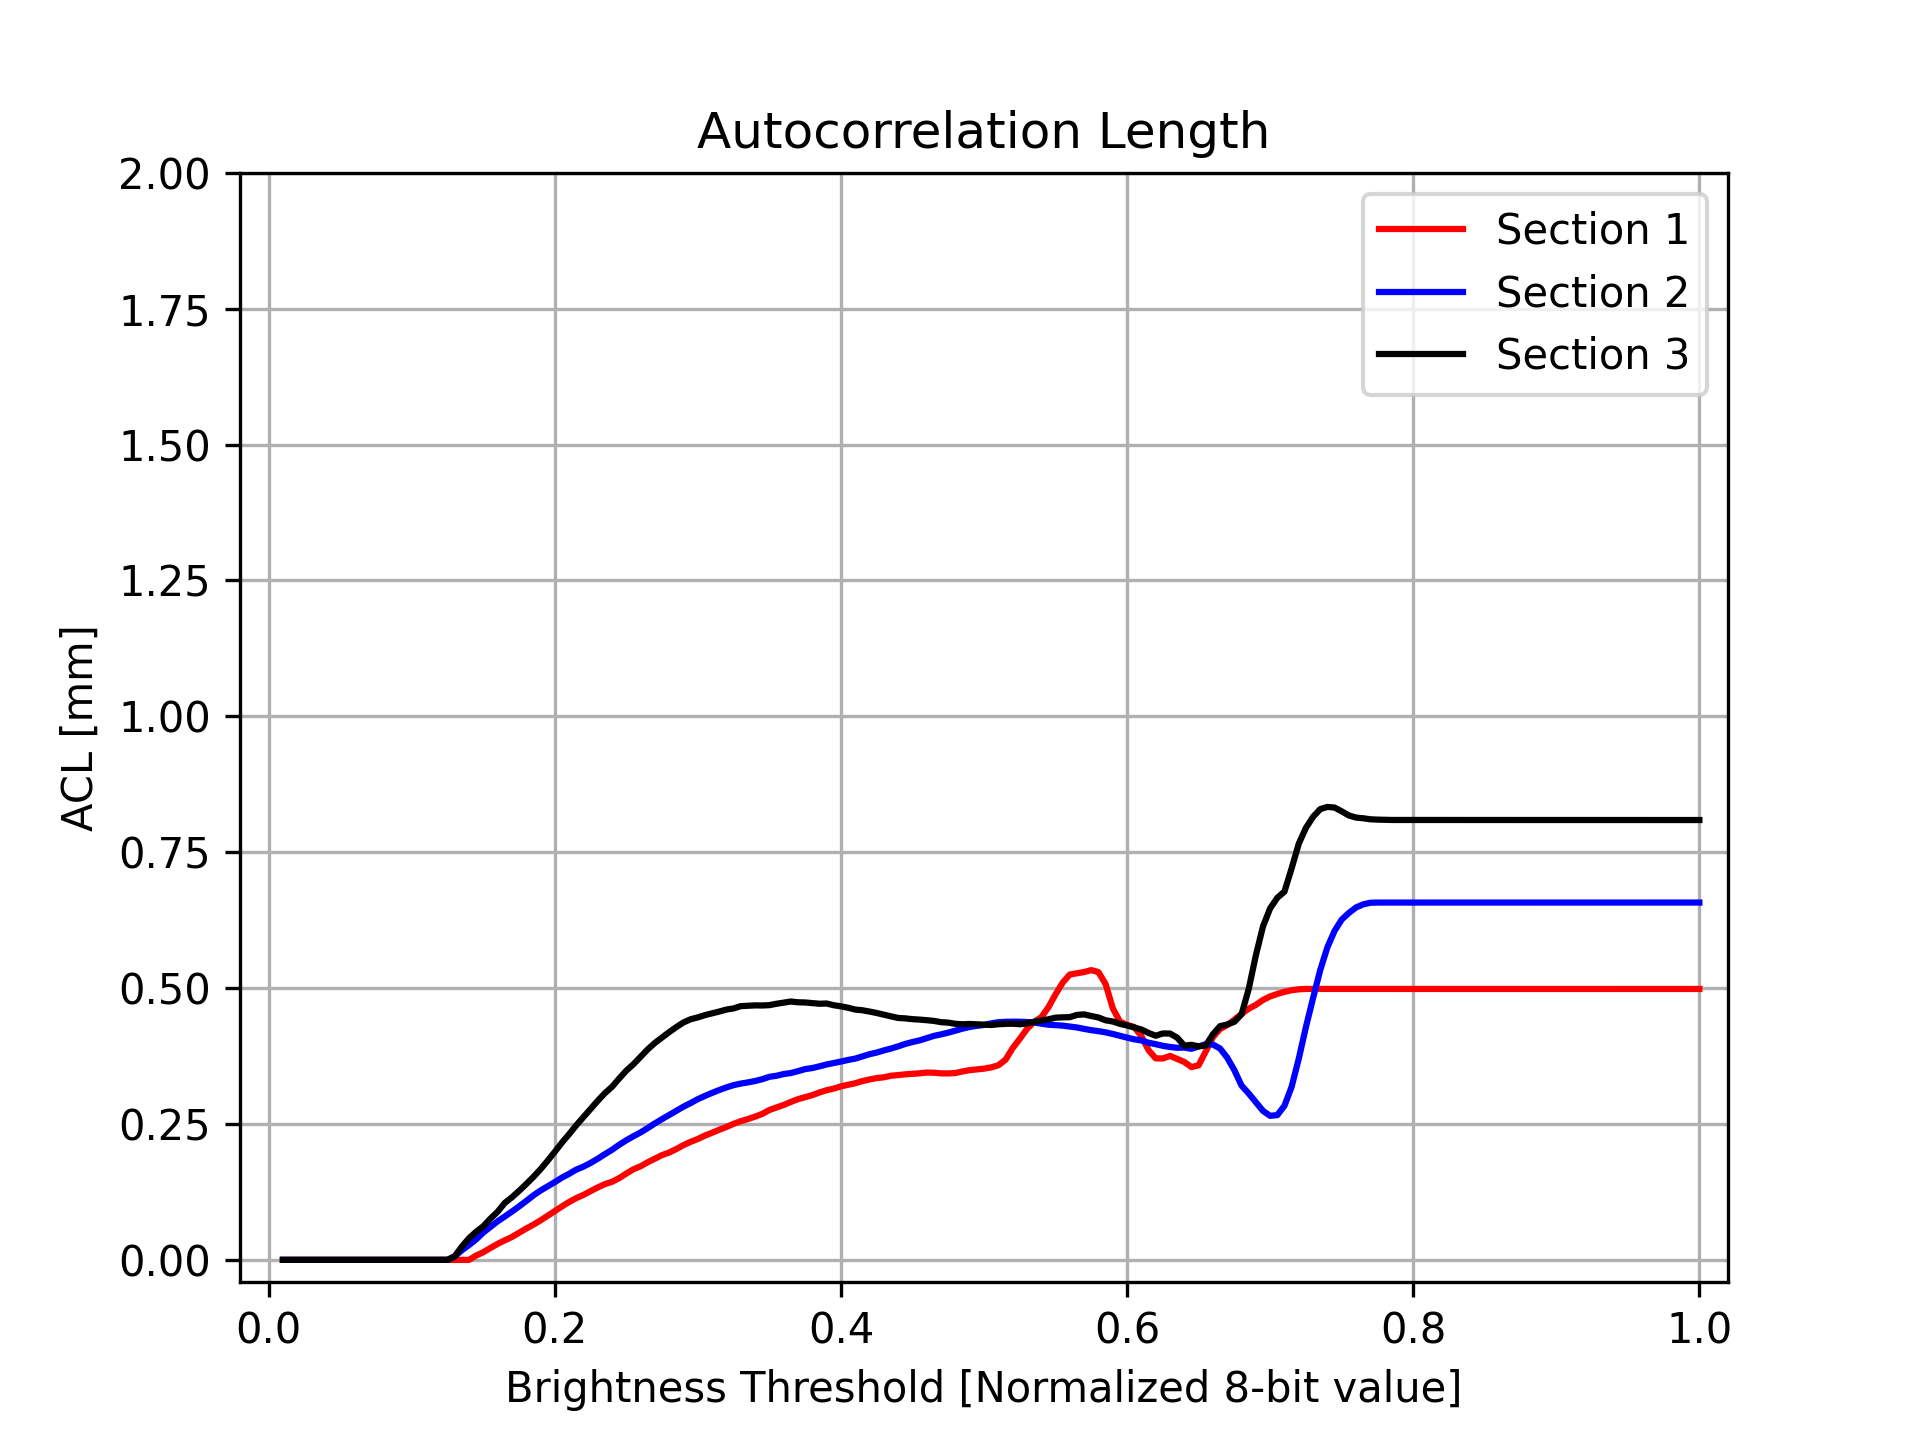 Autocorrelation Length
2.00
1.75
1.50
1.25
1.00
0.75
0.50
0.25
0.00
ACL [mm]
Section 1
Section 2
Section 3
0.0 0.2 0.4 0.6 0.8 1.0
Brightness Threshold [Normalized 8-bit value]